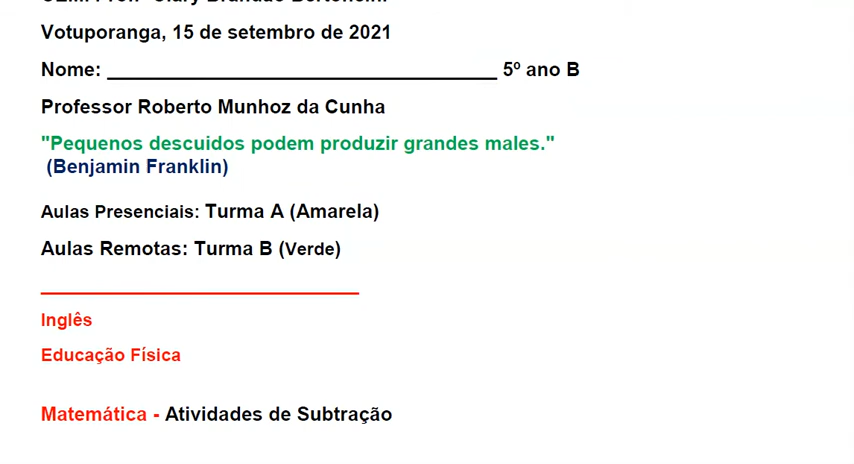 Votuporanga, 15 de setembro de 2021
Nome: ___________________________________ 5º ano B
Professor Roberto Munhoz da Cunha
"Pequenos descuidos podem produzir grandes males."
(Benjamin Franklin)
Aulas Presenciais: Turma A (Amarela)
Aulas Remotas: Turma B (Verde)
Inglês
Educação Física
Matemática - Atividades de Subtração